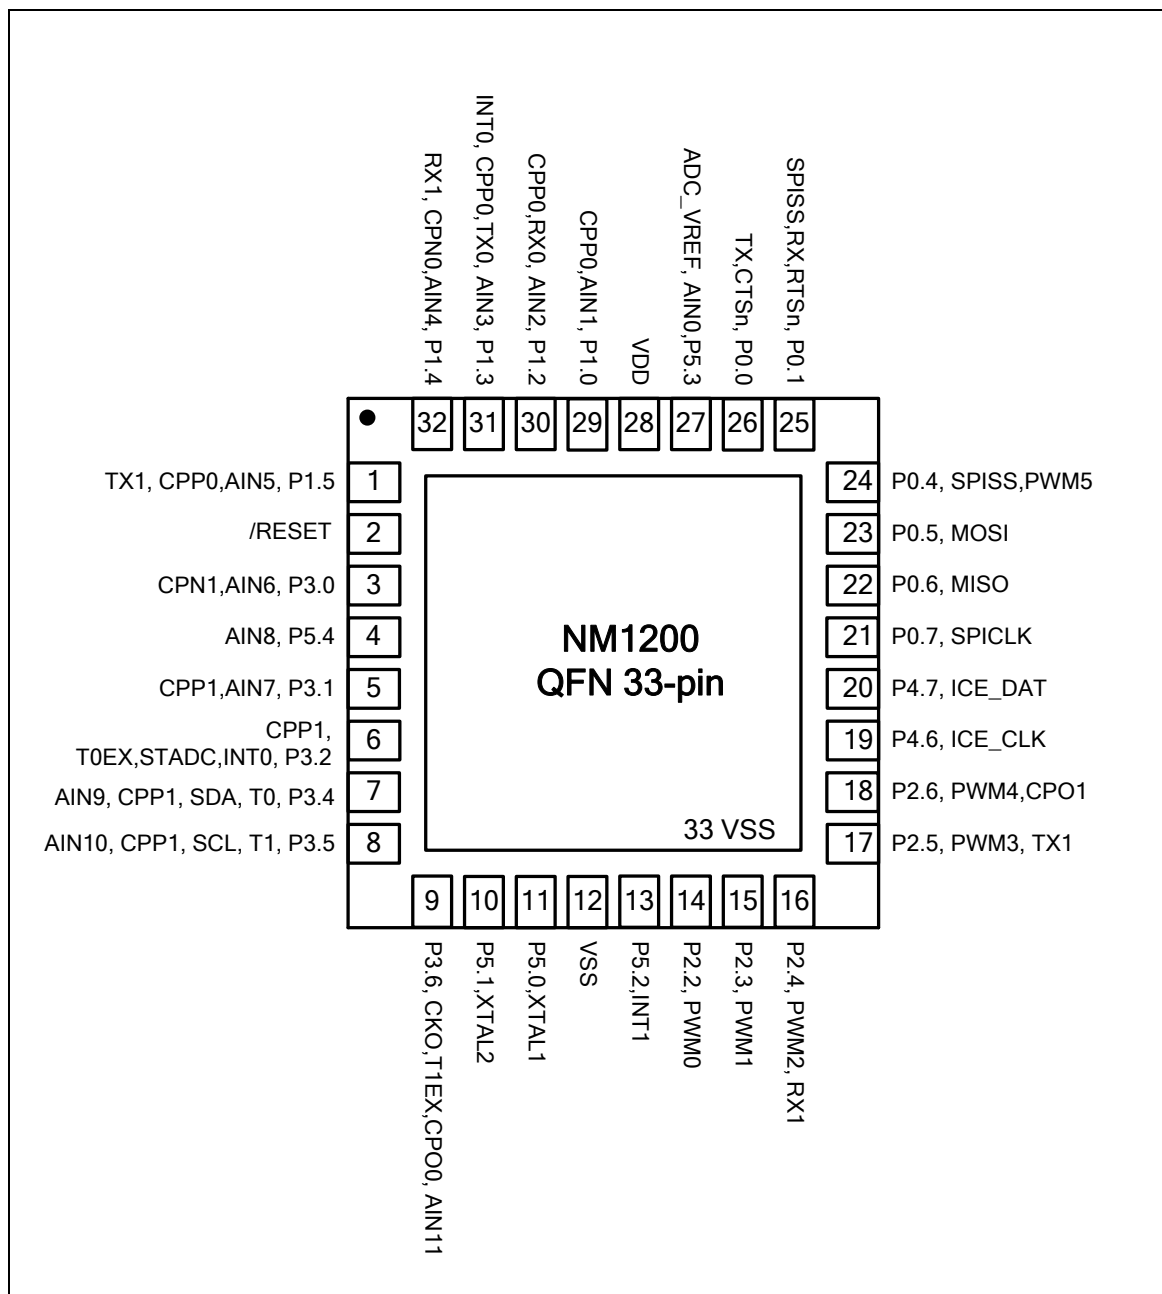 RX1, CPN0,AIN4, P1.4
INT0, CPP0,TX0, AIN3, P1.3
CPP0,RX0, AIN2, P1.2
CPP0,AIN1, P1.0
VDD
ADC_VREF, AIN0,P5.3
TX,CTSn, P0.0
SPISS,RX,RTSn, P0.1
32 31 30 29 28 27 26 25
TX1, CPP0,AIN5, P1.5 1
/RESET 2
CPN1,AIN6, P3.0 3
AIN8, P5.4 4
CPP1,AIN7, P3.1 5
CPP1,
T0EX,STADC,INT0, P3.2 6
AIN9, CPP1, SDA, T0, P3.4 7
AIN10, CPP1, SCL, T1, P3.5 8
NM1200
QFN 33-pin
33 VSS
24 P0.4, SPISS,PWM5
23 P0.5, MOSI
22 P0.6, MISO
21 P0.7, SPICLK
20 P4.7, ICE_DAT
19 P4.6, ICE_CLK
18 P2.6, PWM4,CPO1
17 P2.5, PWM3, TX1
9 10 11 12 13 14 15 16
P3.6, CKO,T1EX,CPO0, AIN11
P5.1,XTAL2
P5.0,XTAL1
VSS
P5.2,INT1
P2.2, PWM0
P2.3, PWM1
P2.4, PWM2, RX1